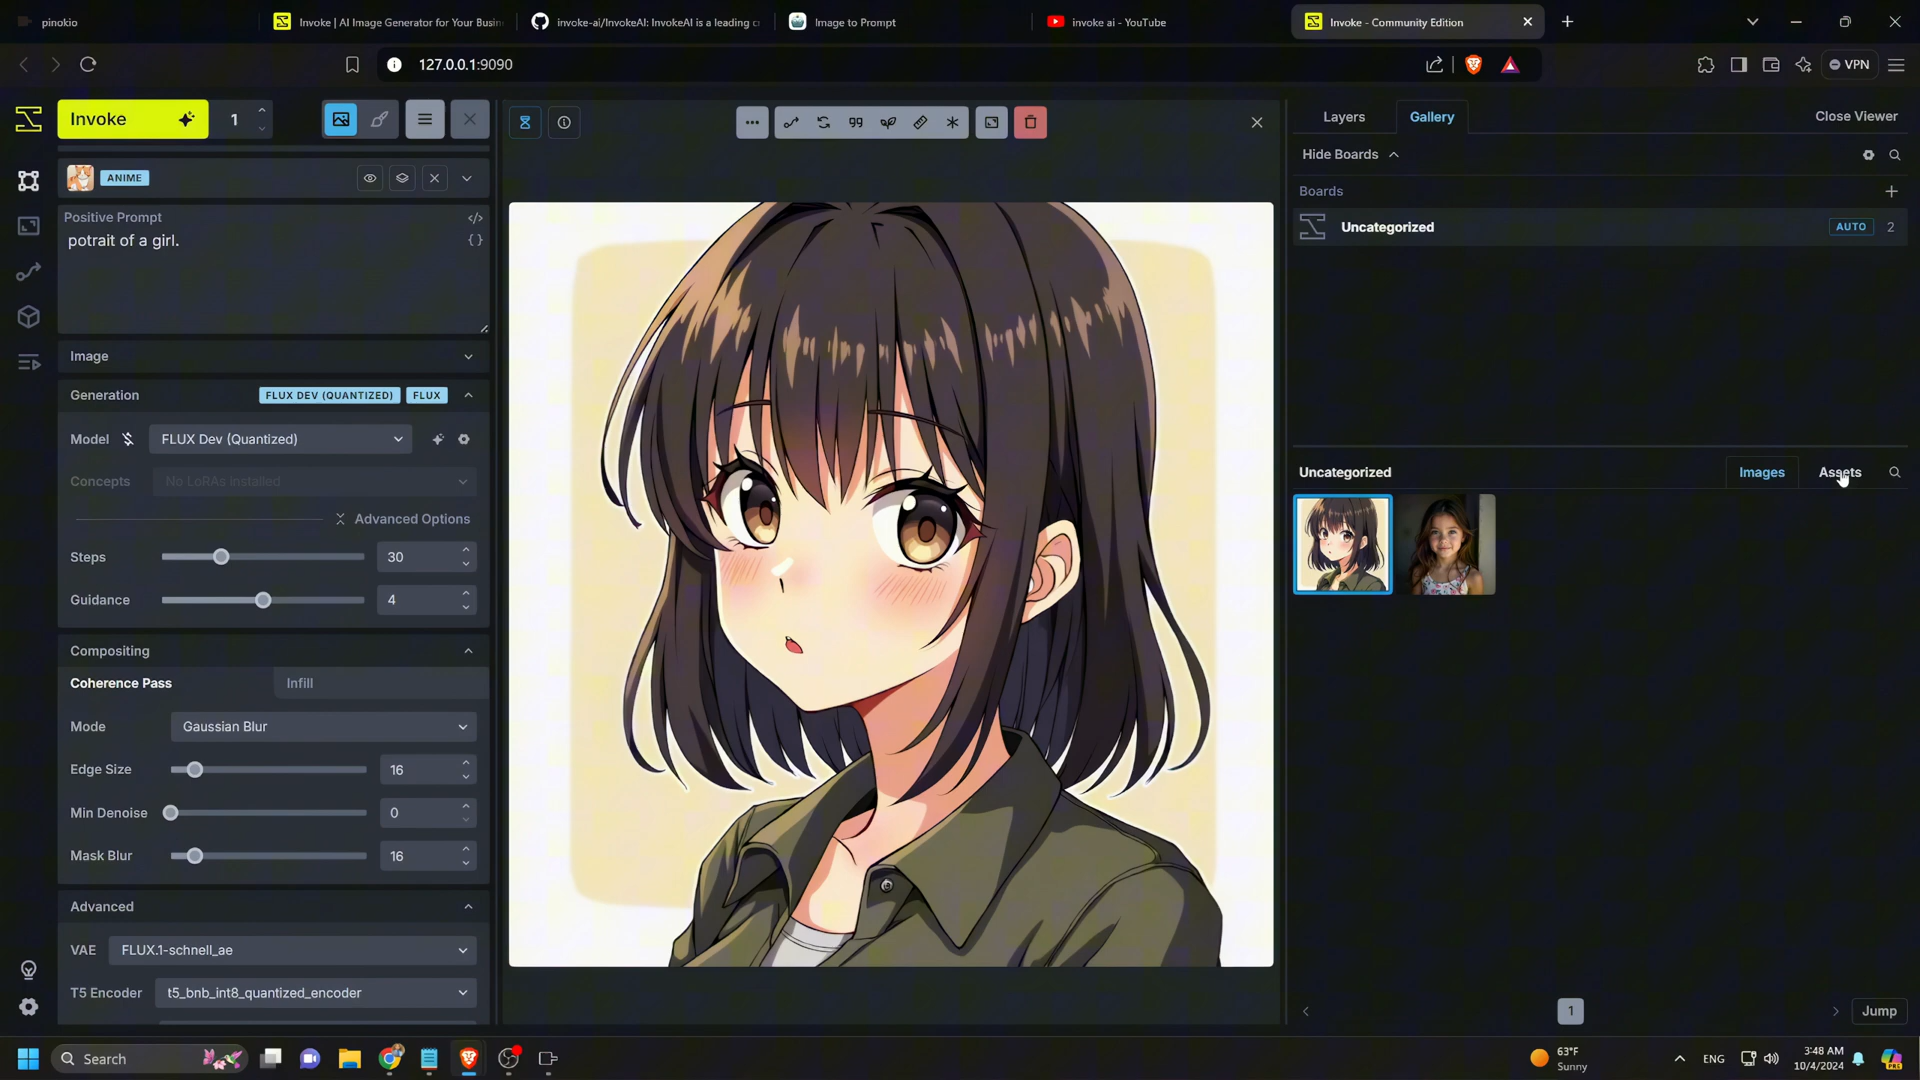 pinokio
Invoke | AI Image Generator for Your Busin
invoke-ai/InvokeAI: InvokeAI is a leading c
Image to Prompt
invoke ai - YouTube
Invoke - Community Edition
127.0.0.1:9090
VPN
Invoke
1
Layers
Gallery
Close Viewer
Hide Boards
ANIME
Boards
Uncategorized
AUTO
2
Positive Prompt
potrait of a girl.
Image
Generation
FLUX DEV (QUANTIZED)
FLUX
Model
FLUX Dev (Quantized)
Concepts
No LoRAs installed
Advanced Options
Steps
30
Guidance
4
Compositing
Coherence Pass
Infill
Mode
Gaussian Blur
Edge Size
16
Min Denoise
0
Mask Blur
16
Advanced
VAE
FLUX.1-schnell_ae
T5 Encoder
t5_bnb_int8_quantized_encoder
Uncategorized
Images
Assets
1
Jump
Search
63°F
Sunny
ENG
3:48 AM
10/4/2024